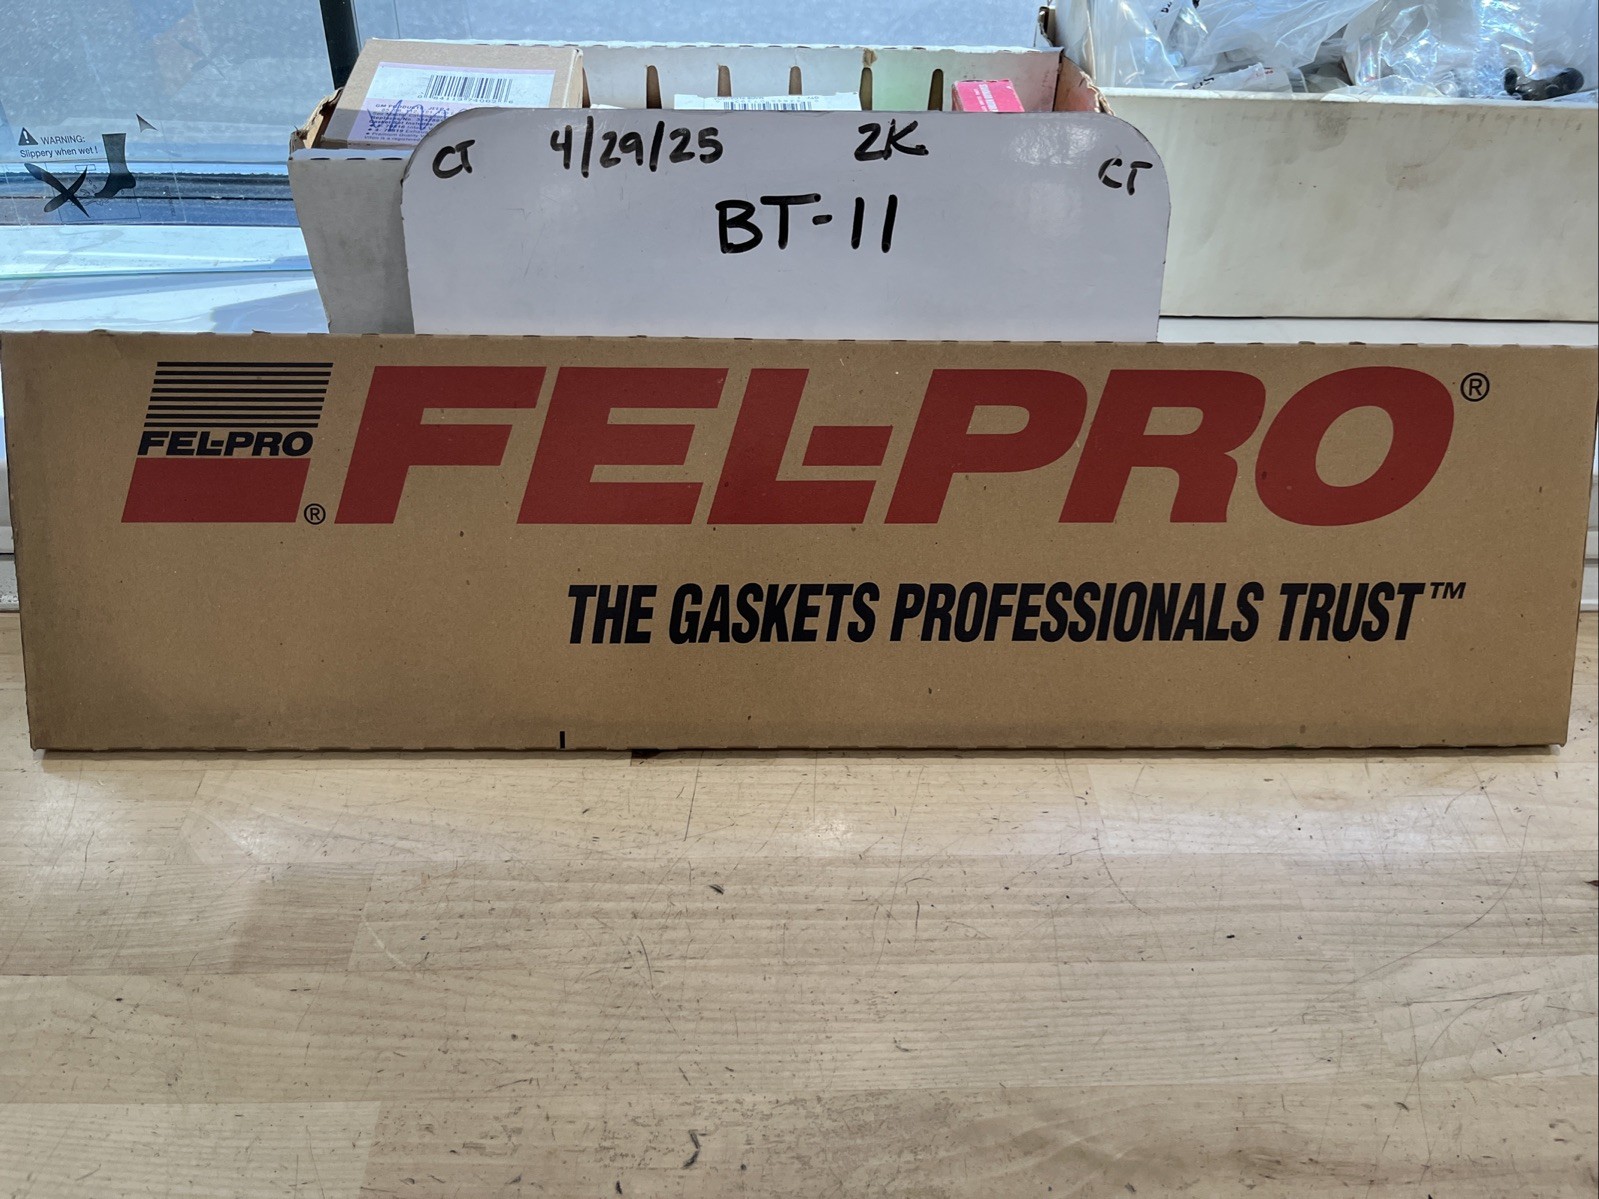 WARNING:
Slippery when wet !
CT 4/29/25 2K CT
BT-11
FEL-PRO ®
FEL-PRO ®
THE GASKETS PROFESSIONALS TRUST™